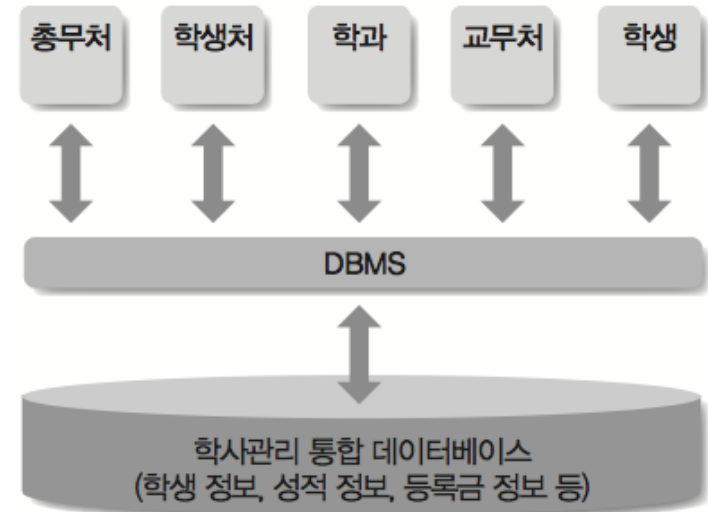 총무처
학생처
학과
교무처
학생
DBMS
학사관리 통합 데이터베이스
(학생 정보, 성적 정보, 등록금 정보 등)